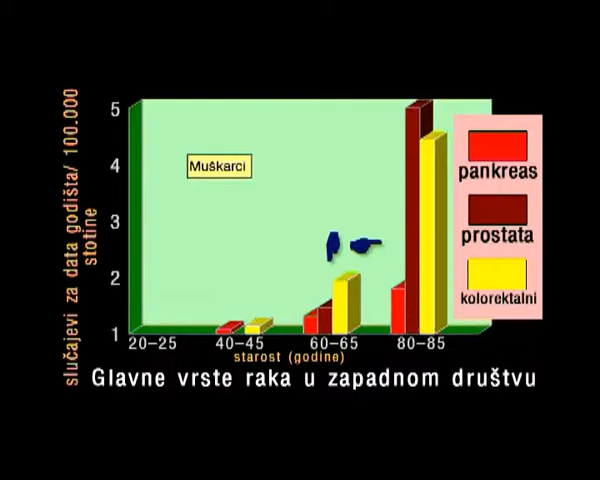 slučajevi za data godišta/ 100.000
stotine
5
4
3
2
1
Muškarci
pankreas
prostata
kolorektalni
20-25 40-45 60-65 80-85
starost (godine)
Glavne vrste raka u zapadnom društvu